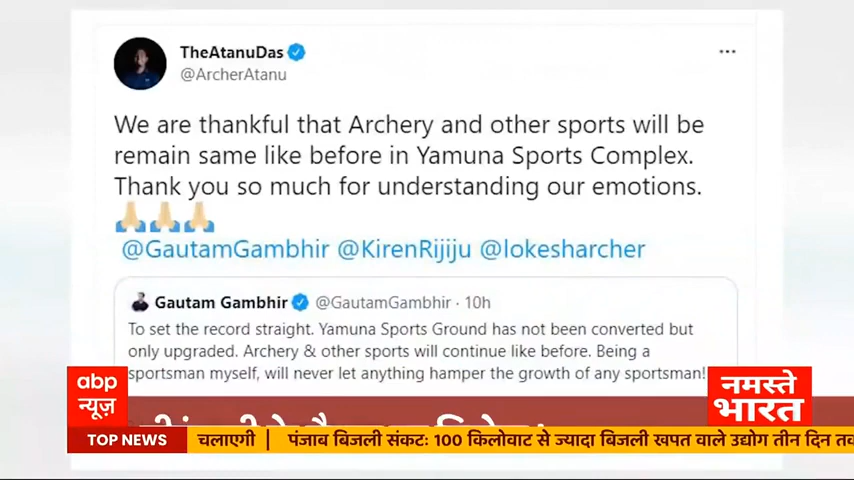 TheAtanuDas
@ArcherAtanu
We are thankful that Archery and other sports will be
remain same like before in Yamuna Sports Complex.
Thank you so much for understanding our emotions.
🙏🙏🙏
@GautamGambhir @KirenRijiju @lokesharcher
Gautam Gambhir @GautamGambhir · 10h
To set the record straight. Yamuna Sports Ground has not been converted but
only upgraded. Archery & other sports will continue like before. Being a
sportsman myself, will never let anything hamper the growth of any sportsman!
abp
न्यूज़
नमस्ते
भारत
TOP NEWS चलाएगी | पंजाब बिजली संकटः 100 किलोवाट से ज्यादा बिजली खपत वाले उद्योग तीन दिन तक